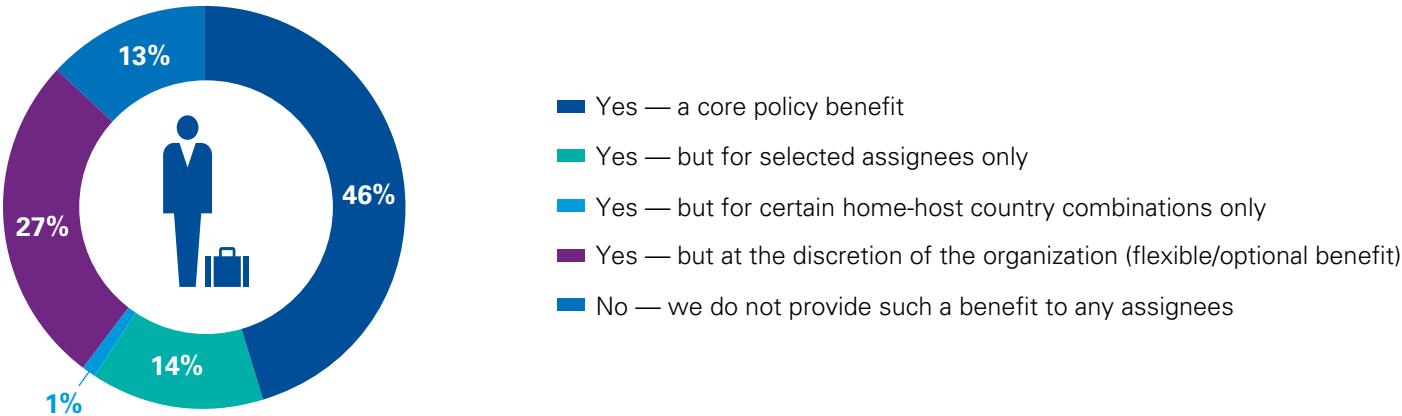 13%
46%
27%
14%
1%
Yes — a core policy benefit
Yes — but for selected assignees only
Yes — but for certain home-host country combinations only
Yes — but at the discretion of the organization (flexible/optional benefit)
No — we do not provide such a benefit to any assignees